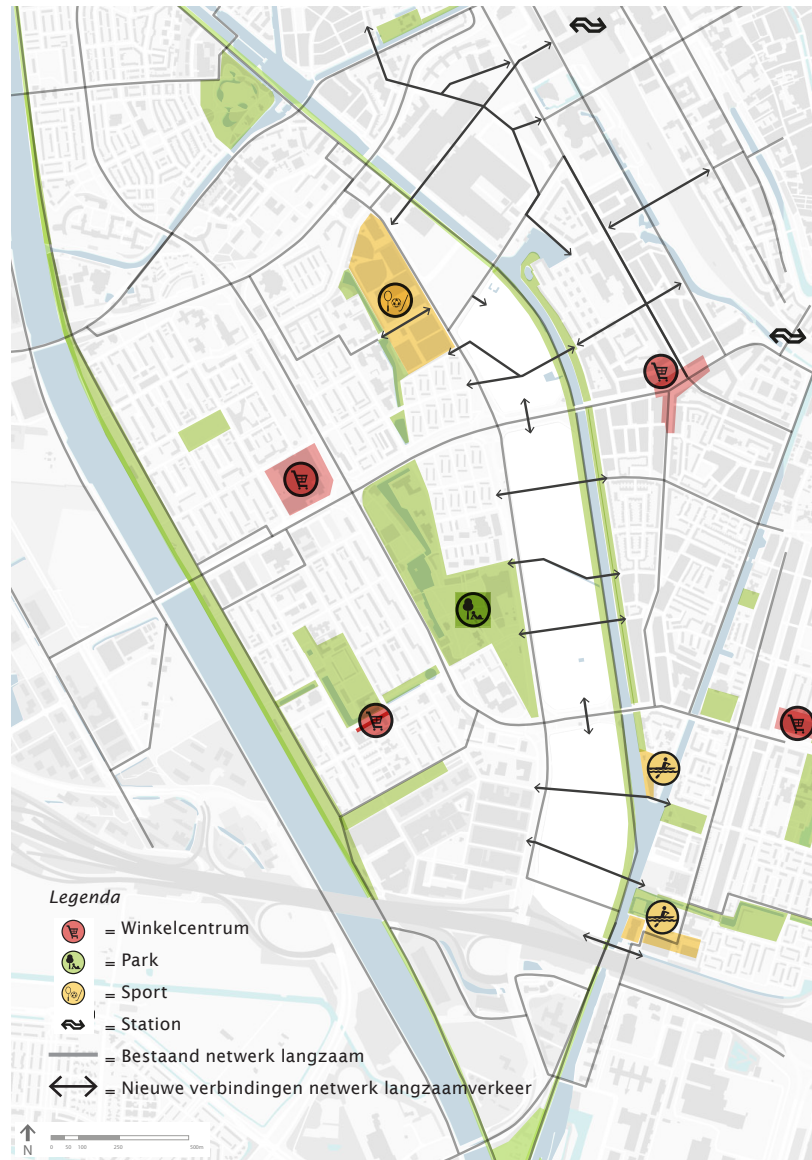 Legenda
= Winkelcentrum
= Park
= Sport
= Station
= Bestaand netwerk langzaam
= Nieuwe verbindingen netwerk langzaamverkeer
N
0 50 100 250 500m